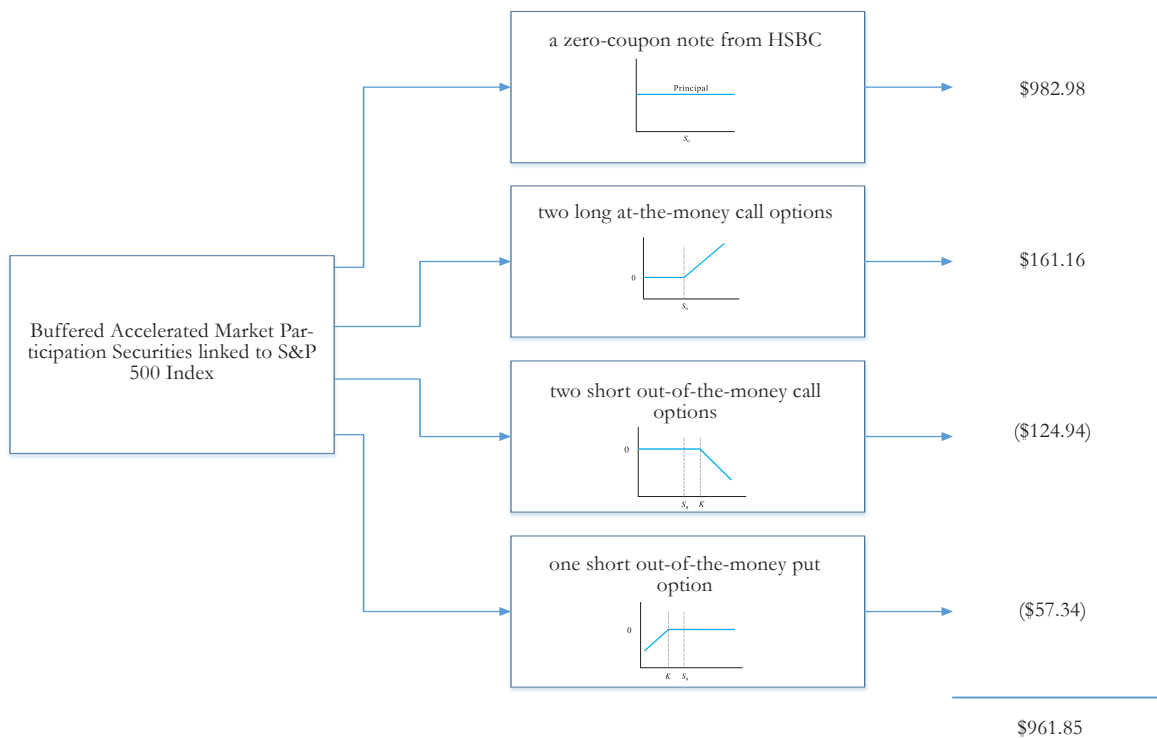 Buffered Accelerated Market Par-
ticipation Securities linked to S&P
500 Index
a zero-coupon note from HSBC
Principal
S₀
$982.98
two long at-the-money call options
0
S₀
$161.16
two short out-of-the-money call
options
0
S₀ K
($124.94)
one short out-of-the-money put
option
0
K S₀
($57.34)
$961.85